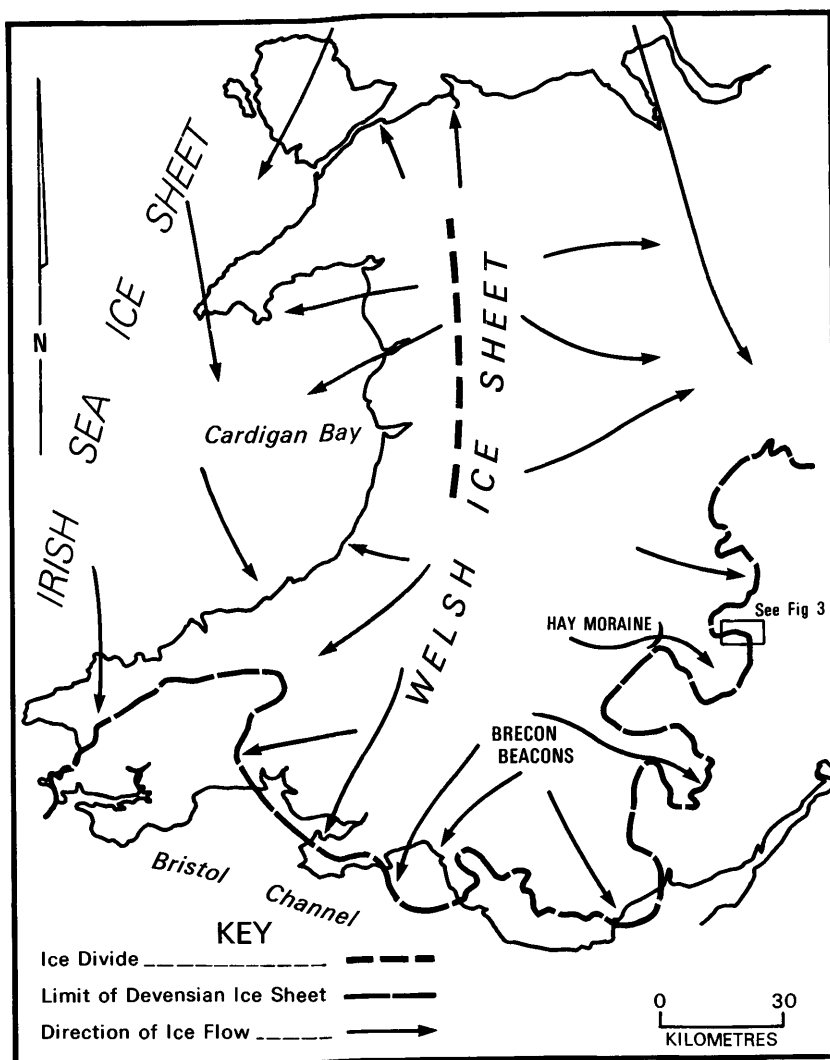 IRISH SEA ICE SHEET
N
WELSH ICE SHEET
Cardigan Bay
See Fig 3
HAY MORAINE
BRECON
BEACONS
Bristol Channel
KEY
Ice Divide
Limit of Devensian Ice Sheet
Direction of Ice Flow
0 30
KILOMETRES